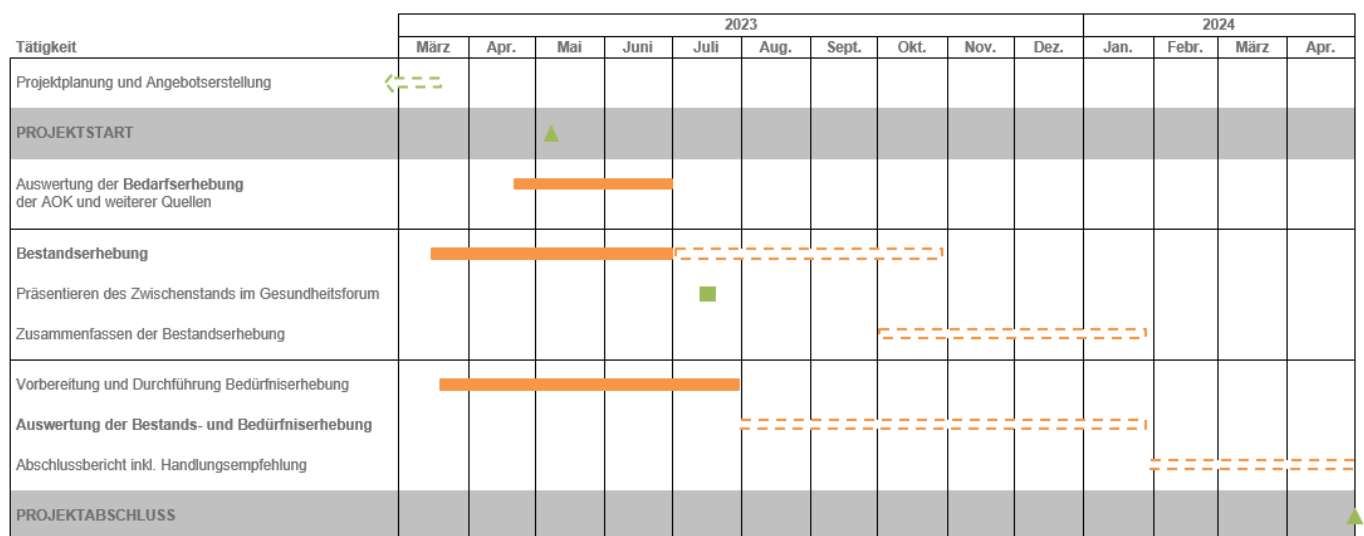 2023 2024
Tätigkeit März Apr. Mai Juni Juli Aug. Sept. Okt. Nov. Dez. Jan. Febr. März Apr.
Projektplanung und Angebotserstellung
PROJEKTSTART
Auswertung der Bedarfserhebung
der AOK und weiterer Quellen
Bestandserhebung
Präsentieren des Zwischenstands im Gesundheitsforum
Zusammenfassen der Bestandserhebung
Vorbereitung und Durchführung Bedürfniserhebung
Auswertung der Bestands- und Bedürfniserhebung
Abschlussbericht inkl. Handlungsempfehlung
PROJEKTABSCHLUSS